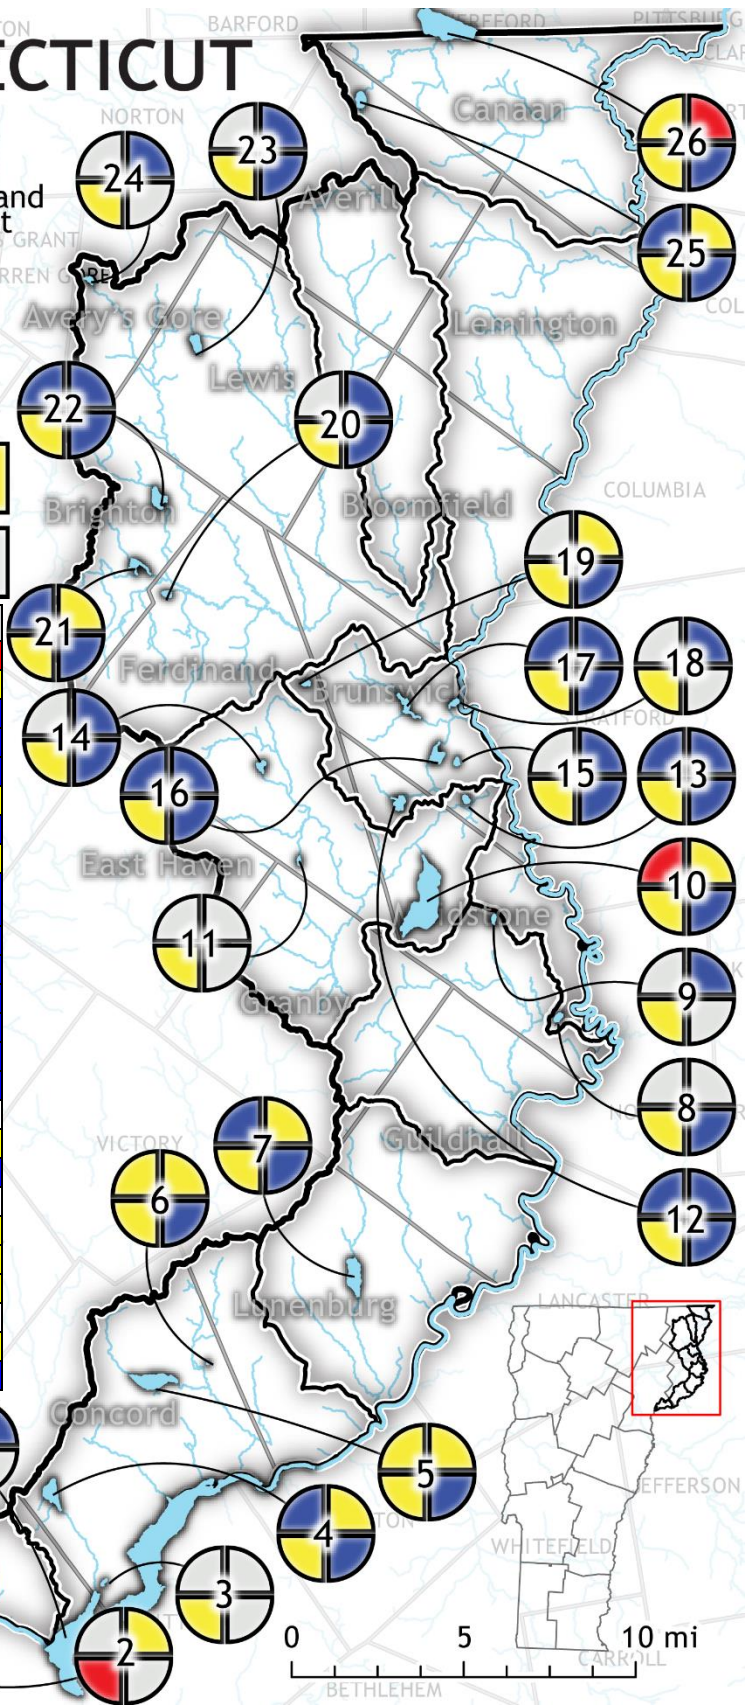 BARFORD
HEREFORD
PITTSBURG
ECTICUT
NORTON
Canaan
26
23
24
and
t
Averill
S GRANT
25
RREN GORE
Avery's Gore
Lemington
Lewis
22
20
COLUMBIA
Bloomfield
Brighton
19
21
17
18
Ferdinand
Brunswick
STRATFORD
14
15
13
16
East Haven
10
Maidstone
11
9
Granby
8
VICTORY
Guildhall
7
6
12
LANCASTER
Lunenburg
Concord
5
JEFFERSON
4
WHITEFIELD
3
2
0 5 10 mi
CARROLL
BETHLEHEM